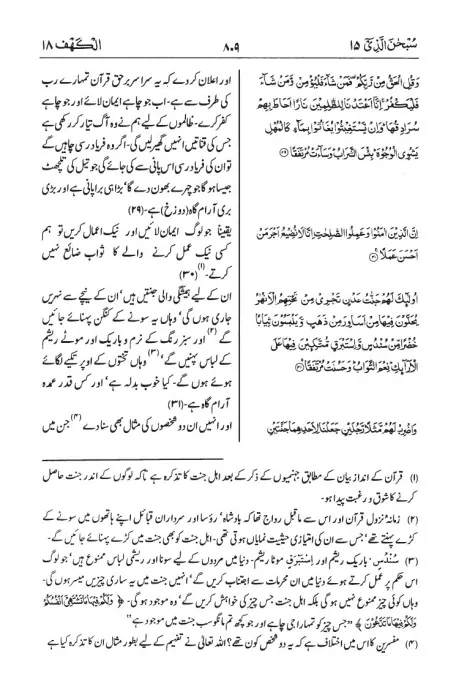 سُبْحٰنَ الَّذِیْٓ ۱۵
۸۰۹
الکهف ۱۸
وَقُلِ الْحَقُّ مِنْ رَّبِّكُمْ فَمَنْ شَآءَ فَلْیُؤْمِنْ وَّمَنْ شَآءَ
فَلْیَكْفُرْ اِنَّآ اَعْتَدْنَا لِلظّٰلِمِیْنَ نَارًا اَحَاطَ بِهِمْ
سُرَادِقُهَا وَاِنْ یَّسْتَغِیْثُوْا یُغَاثُوْا بِمَآءٍ كَالْمُهْلِ
یَشْوِی الْوُجُوْهَ بِئْسَ الشَّرَابُ وَسَآءَتْ مُرْتَفَقًا ۲۹
اِنَّ الَّذِیْنَ اٰمَنُوْا وَعَمِلُوا الصّٰلِحٰتِ اِنَّا لَا نُضِیْعُ اَجْرَ مَنْ
اَحْسَنَ عَمَلًا ۳۰
اُولٰٓئِكَ لَهُمْ جَنّٰتُ عَدْنٍ تَجْرِیْ مِنْ تَحْتِهِمُ الْاَنْهٰرُ
یُحَلَّوْنَ فِیْهَا مِنْ اَسَاوِرَ مِنْ ذَهَبٍ وَّیَلْبَسُوْنَ ثِیَابًا
خُضْرًا مِّنْ سُنْدُسٍ وَّاِسْتَبْرَقٍ مُّتَّكِـِٕیْنَ فِیْهَا عَلَی
الْاَرَآئِكِ نِعْمَ الثَّوَابُ وَحَسُنَتْ مُرْتَفَقًا ۳۱
وَاضْرِبْ لَهُمْ مَّثَلًا رَّجُلَیْنِ جَعَلْنَا لِاَحَدِهِمَا جَنَّتَیْنِ
اور اعلان کر دے کہ یہ سراسر برحق قرآن تمہارے رب
کی طرف سے ہے۔ اب جو چاہے ایمان لائے اور جو چاہے
کفر کرے۔ ظالموں کے لیے ہم نے وہ آگ تیار کر رکھی ہے
جس کی قناتیں انہیں گھیر لیں گی۔ اگر وہ فریاد رسی چاہیں گے
تو ان کی فریاد رسی اس پانی سے کی جائے گی جو تیل کی تلچھٹ
جیسا ہو گا جو چہرے بھون دے گا' بڑا ہی برا پانی ہے اور بڑی
بری آرام گاہ (دوزخ) ہے۔ (۲۹)
یقیناً جو لوگ ایمان لائیں اور نیک اعمال کریں تو ہم
کسی نیک عمل کرنے والے کا ثواب ضائع نہیں
کرتے۔ (۱) (۳۰)
ان کے لیے ہمیشگی والی جنتیں ہیں' ان کے نیچے سے نہریں
جاری ہوں گی' وہاں یہ سونے کے کنگن پہنائے جائیں
گے (۲) اور سبز رنگ کے نرم و باریک اور موٹے ریشم
کے لباس پہنیں گے' (۳) وہاں تختوں کے اوپر تکیے لگائے
ہوئے ہوں گے۔ کیا خوب بدلہ ہے' اور کس قدر عمدہ
آرام گاہ ہے۔ (۳۱)
اور انہیں ان دو شخصوں کی مثال بھی سنا دے (۴) جن میں
(۱) قرآن کے انداز بیان کے مطابق جہنمیوں کے ذکر کے بعد اہل جنت کا تذکرہ ہے تاکہ لوگوں کے اندر جنت حاصل
کرنے کا شوق و رغبت پیدا ہو۔
(۲) زمانۂ نزول قرآن اور اس سے ما قبل رواج تھا کہ بادشاہ' رؤسا اور سرداران قبائل اپنے ہاتھوں میں سونے کے
کڑے پہنتے تھے' جس سے ان کی امتیازی حیثیت نمایاں ہوتی تھی۔ اہل جنت کو بھی جنت میں کڑے پہنائے جائیں گے۔
(۳) سُنْدُسٍ۔ باریک ریشم اور اِسْتَبْرَقٍ موٹا ریشم۔ دنیا میں مردوں کے لیے سونا اور ریشمی لباس ممنوع ہیں' جو لوگ
اس حکم پر عمل کرتے ہوئے دنیا میں ان محرمات سے اجتناب کریں گے' انہیں جنت میں یہ ساری چیزیں میسر ہوں گی۔
وہاں کوئی چیز ممنوع نہیں ہو گی بلکہ اہل جنت جس چیز کی خواہش کریں گے' وہ موجود ہو گی۔ ﴿ وَلَكُمْ فِیْهَا مَا تَشْتَهِیْٓ اَنْفُسُكُمْ
وَلَكُمْ فِیْهَا مَا تَدَّعُوْنَ ﴾ "جس چیز کو تمہارا جی چاہے اور جو کچھ تم مانگو سب جنت میں موجود ہے"
(۴) مفسرین کا اس میں اختلاف ہے کہ یہ دو شخص کون تھے؟ اللہ تعالیٰ نے تفہیم کے لیے بطور مثال ان کا تذکرہ کیا ہے